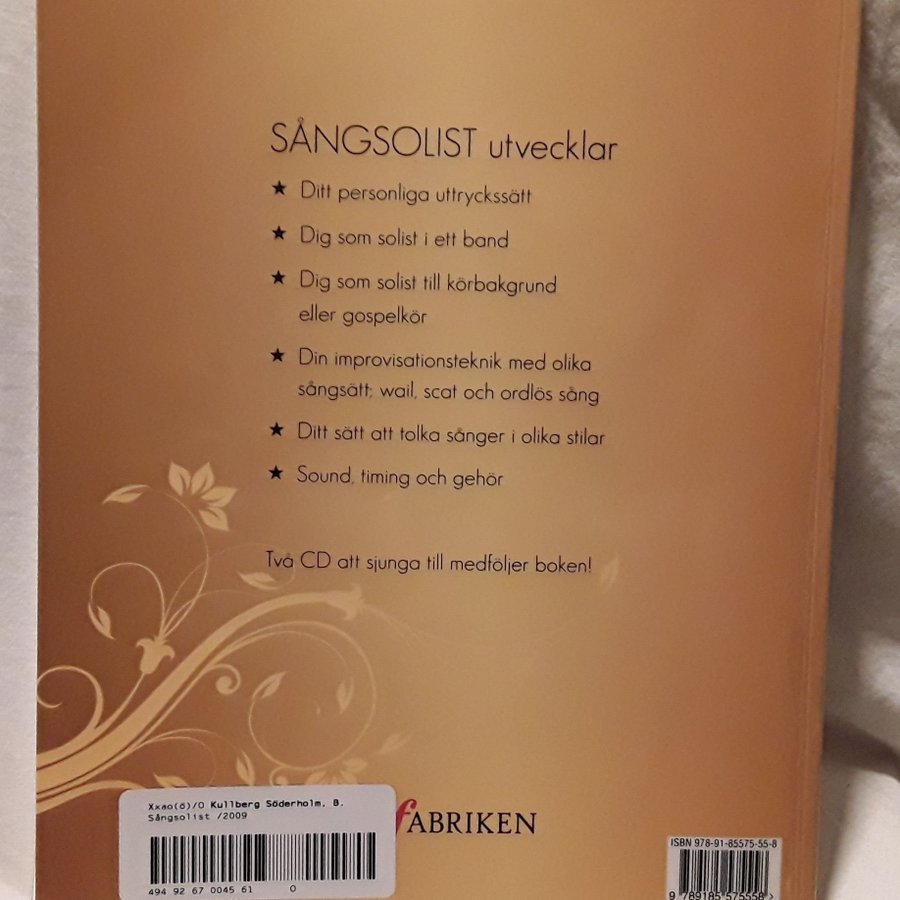 SÅNGSOLIST utvecklar
★ Ditt personliga uttryckssätt
★ Dig som solist i ett band
★ Dig som solist till körbakgrund
eller gospelkör
★ Din improvisationsteknik med olika
sångsätt; wail, scat och ordlös sång
★ Ditt sätt att tolka sånger i olika stilar
★ Sound, timing och gehör
Två CD att sjunga till medföljer boken!
fABRIKEN
Xxao(ö)/O Kullberg Söderholm, B.
Sångsolist /2009
494 92 67 0045 61 0
ISBN 978-91-85575-55-8
9 789185 575558 >